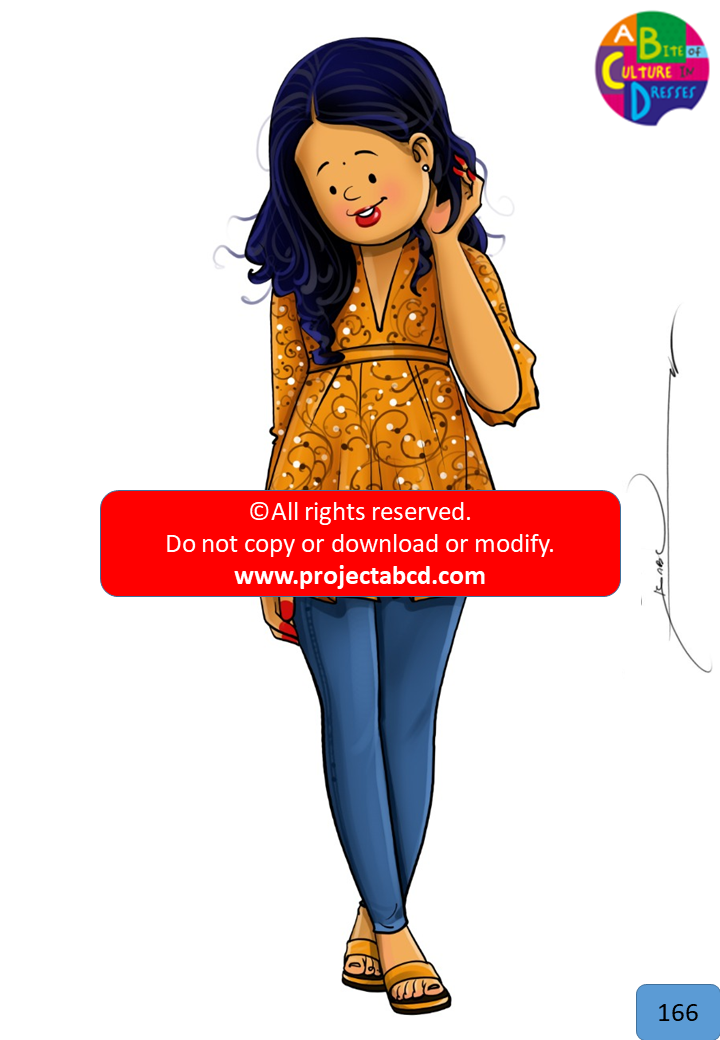 A BITE OF
CULTURE IN
DRESSES
©All rights reserved.
Do not copy or download or modify.
www.projectabcd.com
166